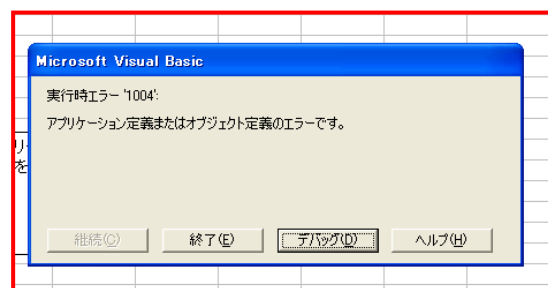 Microsoft Visual Basic
実行時エラー '1004':
アプリケーション定義またはオブジェクト定義のエラーです。
リ
を
継続(C)
終了(E)
デバッグ(D)
ヘルプ(H)